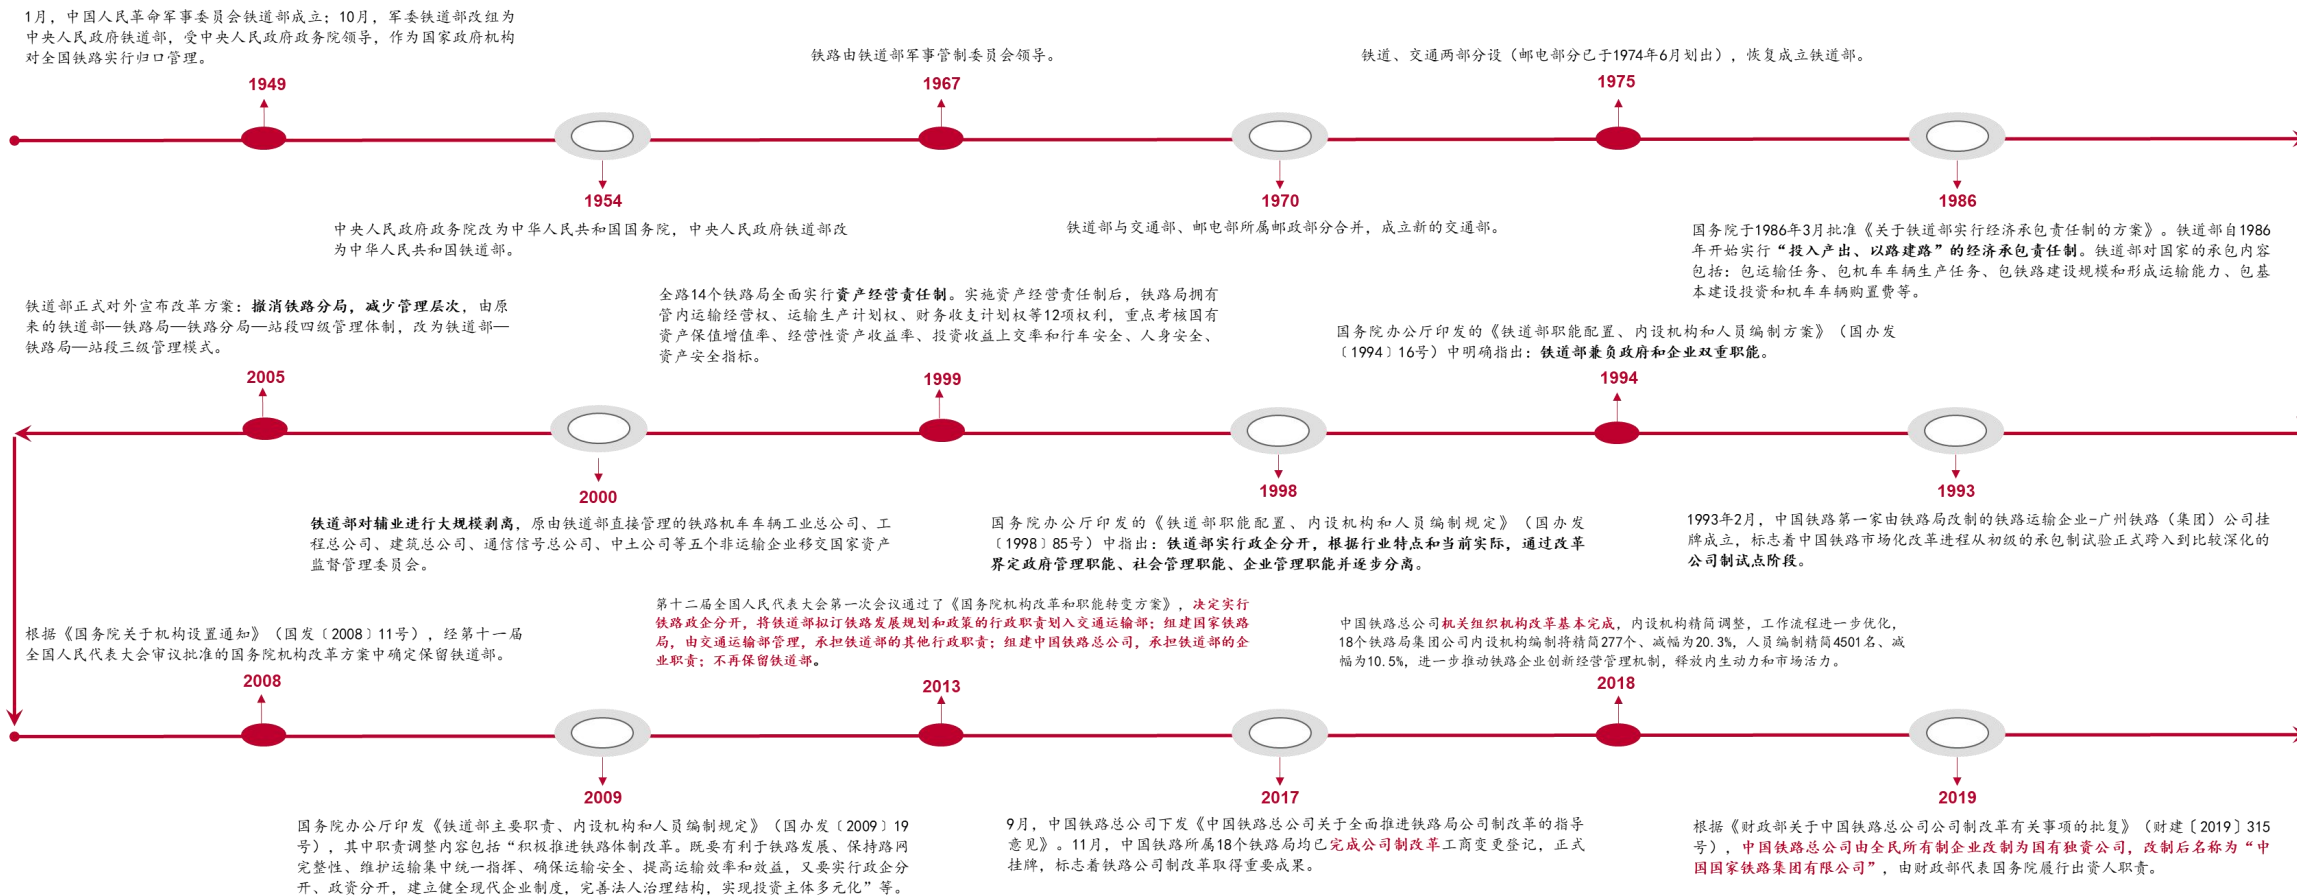 1月，中国人民革命军事委员会铁道部成立；10月，军委铁道部改组为
中央人民政府铁道部，受中央人民政府政务院领导，作为国家政府机构
对全国铁路实行归口管理。
1949
中央人民政府政务院改为中华人民共和国国务院，中央人民政府铁道部改
为中华人民共和国铁道部。
1954
铁路由铁道部军事管制委员会领导。
1967
1970
铁道部与交通部、邮电部所属邮政部分合并，成立新的交通部。
铁道、交通两部分设（邮电部分已于1974年6月划出），恢复成立铁道部。
1975
1986
国务院于1986年3月批准《关于铁道部实行经济承包责任制的方案》。铁道部自1986
年开始实行“投入产出、以路建路”的经济承包责任制。铁道部对国家的承包内容
包括：包运输任务、包机车车辆生产任务、包铁路建设规模和形成运输能力、包基
本建设投资和机车车辆购置费等。
1993
1993年2月，中国铁路第一家由铁路局改制的铁路运输企业-广州铁路（集团）公司挂
牌成立，标志着中国铁路市场化改革进程从初级的承包制试验正式跨入到比较深化的
公司制试点阶段。
国务院办公厅印发的《铁道部职能配置、内设机构和人员编制方案》（国办发
〔1994〕16号）中明确指出：铁道部兼负政府和企业双重职能。
1994
1998
国务院办公厅印发的《铁道部职能配置、内设机构和人员编制规定》（国办发
〔1998〕85号）中指出：铁道部实行政企分开，根据行业特点和当前实际，通过改革
界定政府管理职能、社会管理职能、企业管理职能并逐步分离。
全路14个铁路局全面实行资产经营责任制。实施资产经营责任制后，铁路局拥有
管内运输经营权、运输生产计划权、财务收支计划权等12项权利，重点考核国有
资产保值增值率、经营性资产收益率、投资收益上交率和行车安全、人身安全、
资产安全指标。
1999
2000
铁道部对辅业进行大规模剥离，原由铁道部直接管理的铁路机车车辆工业总公司、工
程总公司、建筑总公司、通信信号总公司、中土公司等五个非运输企业移交国家资产
监督管理委员会。
铁道部正式对外宣布改革方案：撤消铁路分局，减少管理层次，由原
来的铁道部—铁路局—铁路分局—站段四级管理体制，改为铁道部—
铁路局—站段三级管理模式。
2005
根据《国务院关于机构设置通知》（国发〔2008〕11号），经第十一届
全国人民代表大会审议批准的国务院机构改革方案中确定保留铁道部。
2008
2009
国务院办公厅印发《铁道部主要职责、内设机构和人员编制规定》（国办发〔2009〕19
号），其中职责调整内容包括“积极推进铁路体制改革。既要有利于铁路发展、保持路网
完整性、维护运输集中统一指挥、确保运输安全、提高运输效率和效益，又要实行政企分
开、政资分开，建立健全现代企业制度，完善法人治理结构，实现投资主体多元化”等。
第十二届全国人民代表大会第一次会议通过了《国务院机构改革和职能转变方案》，决定实行
铁路政企分开，将铁道部拟订铁路发展规划和政策的行政职责划入交通运输部；组建国家铁路
局，由交通运输部管理，承担铁道部的其他行政职责；组建中国铁路总公司，承担铁道部的企
业职责；不再保留铁道部。
2013
2017
9月，中国铁路总公司下发《中国铁路总公司关于全面推进铁路局公司制改革的指导
意见》。11月，中国铁路所属18个铁路局均已完成公司制改革工商变更登记，正式
挂牌，标志着铁路公司制改革取得重要成果。
中国铁路总公司机关组织机构改革基本完成，内设机构精简调整，工作流程进一步优化，
18个铁路局集团公司内设机构编制将精简277个、减幅为20.3%，人员编制精简4501名、减
幅为10.5%，进一步推动铁路企业创新经营管理机制，释放内生动力和市场活力。
2018
2019
根据《财政部关于中国铁路总公司公司制改革有关事项的批复》（财建〔2019〕315
号），中国铁路总公司由全民所有制企业改制为国有独资公司，改制后名称为“中
国国家铁路集团有限公司”，由财政部代表国务院履行出资人职责。